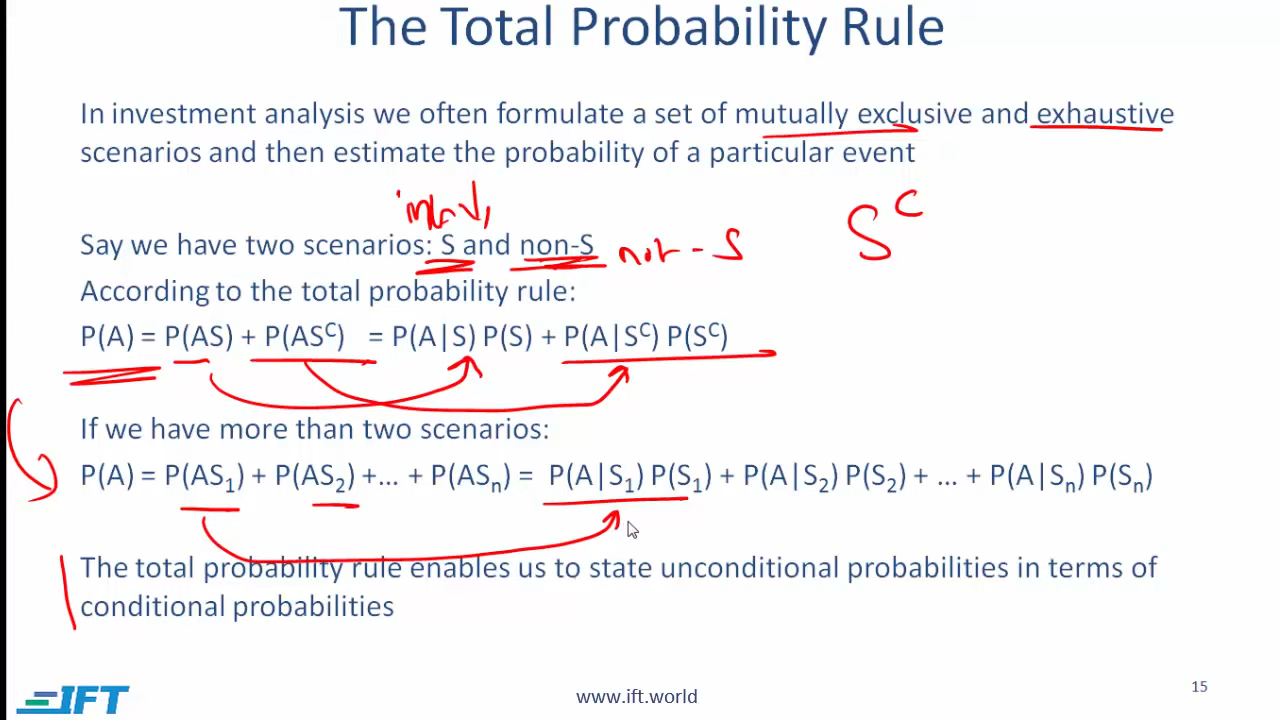 The Total Probability Rule
In investment analysis we often formulate a set of mutually exclusive and exhaustive
scenarios and then estimate the probability of a particular event
Say we have two scenarios: S and non-S not - S
S^C
According to the total probability rule:
P(A) = P(AS) + P(AS^C) = P(A|S) P(S) + P(A|S^C) P(S^C)
If we have more than two scenarios:
P(A) = P(AS₁) + P(AS₂) +... + P(ASₙ) = P(A|S₁) P(S₁) + P(A|S₂) P(S₂) + ... + P(A|Sₙ) P(Sₙ)
The total probability rule enables us to state unconditional probabilities in terms of
conditional probabilities
IFT
www.ift.world
15